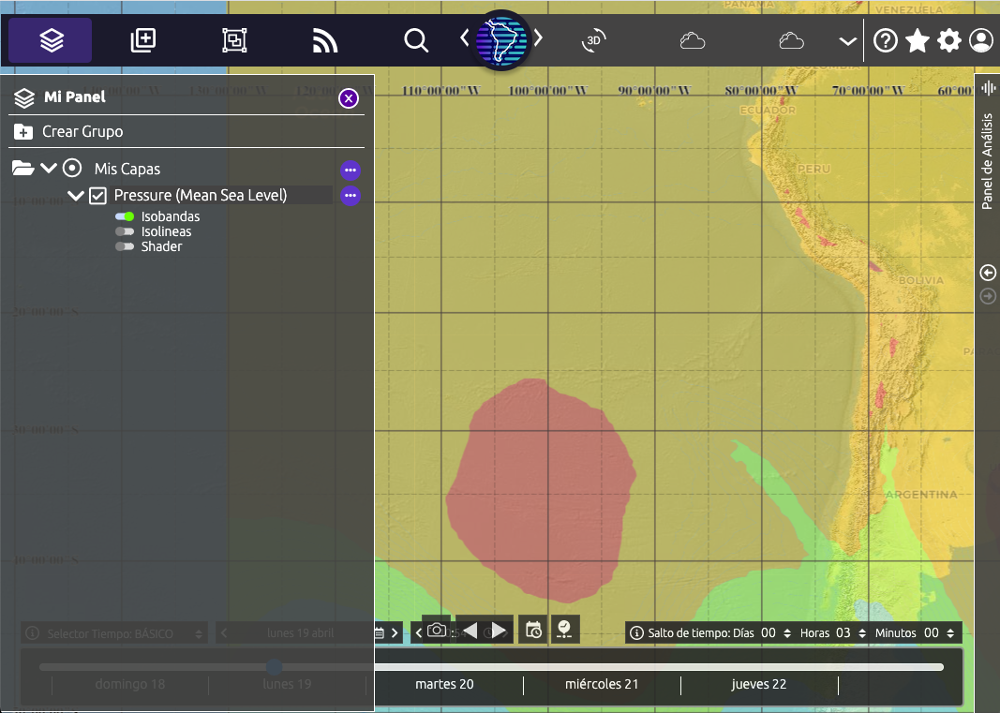 PANAMA
VENEZUELA
3D
COLOMBIA
Mi Panel
110°00'00"W 100°00'00"W 90°00'00"W 80°00'00"W 70°00'00"W
ECUADOR
Crear Grupo
Panel de Análisis
Mis Capas
PERU
Pressure (Mean Sea Level)
Isobandas
Isolineas
Shader
BOLIVIA
ARGENTINA
Selector Tiempo: BÁSICO
lunes 19 abril
Salto de tiempo: Días 00 Horas 03 Minutos 00
domingo 18
lunes 19
martes 20
miércoles 21
jueves 22